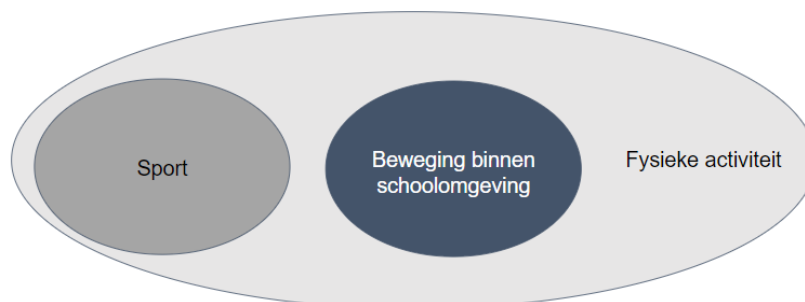 Sport
Beweging binnen
schoolomgeving
Fysieke activiteit